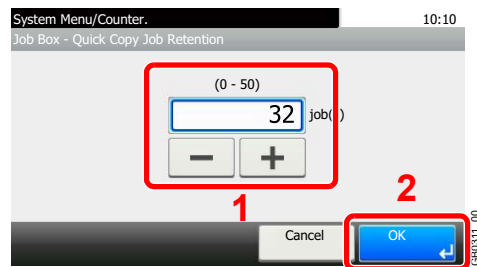 System Menu/Counter. 10:10
Job Box - Quick Copy Job Retention
(0 - 50)
32 job(s)
− +
1
2
Cancel OK
GB0311_00